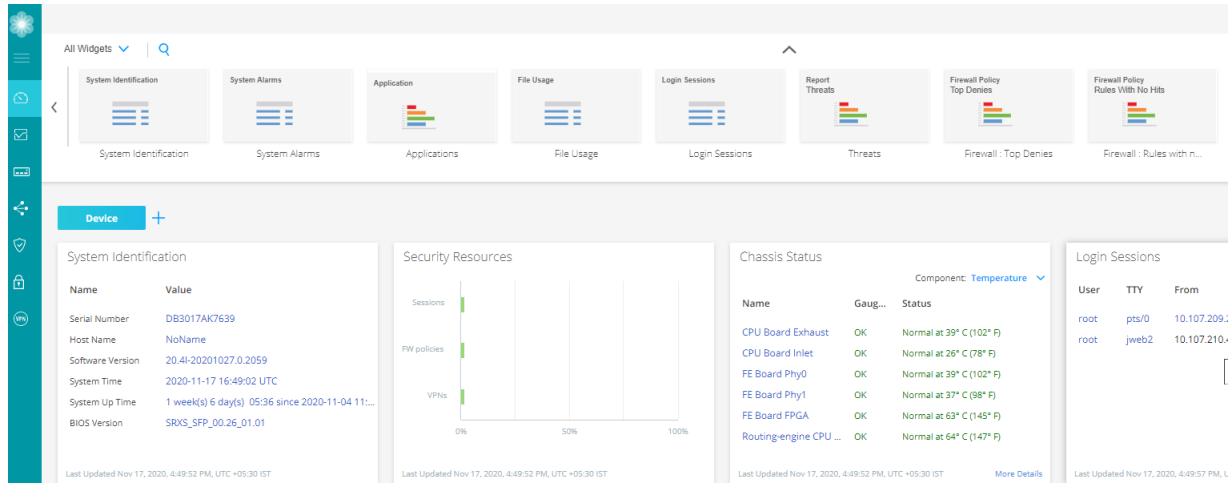 All Widgets
System Identification
System Alarms
Application
File Usage
Login Sessions
Report
Threats
Firewall Policy
Top Denies
Firewall Policy
Rules With No Hits
System Identification
System Alarms
Applications
File Usage
Login Sessions
Threats
Firewall : Top Denies
Firewall : Rules with n...
Device
System Identification
Name Value
Serial Number DB3017AK7639
Host Name NoName
Software Version 20.4I-20201027.0.2059
System Time 2020-11-17 16:49:02 UTC
System Up Time 1 week(s) 6 day(s) 05:36 since 2020-11-04 11:...
BIOS Version SRXS_SFP_00.26_01.01
Last Updated Nov 17, 2020, 4:49:52 PM, UTC +05:30 IST
Security Resources
Sessions
FW policies
VPNs
0% 50% 100%
Last Updated Nov 17, 2020, 4:49:52 PM, UTC +05:30 IST
Chassis Status
Component: Temperature
Name Gaug... Status
CPU Board Exhaust OK Normal at 39° C (102° F)
CPU Board Inlet OK Normal at 26° C (78° F)
FE Board Phy0 OK Normal at 39° C (102° F)
FE Board Phy1 OK Normal at 37° C (98° F)
FE Board FPGA OK Normal at 63° C (145° F)
Routing-engine CPU ... OK Normal at 64° C (147° F)
Last Updated Nov 17, 2020, 4:49:52 PM, UTC +05:30 IST More Details
Login Sessions
User TTY From
root pts/0 10.107.209.2
root jweb2 10.107.210.4
Last Updated Nov 17, 2020, 4:49:57 PM, U
VPN